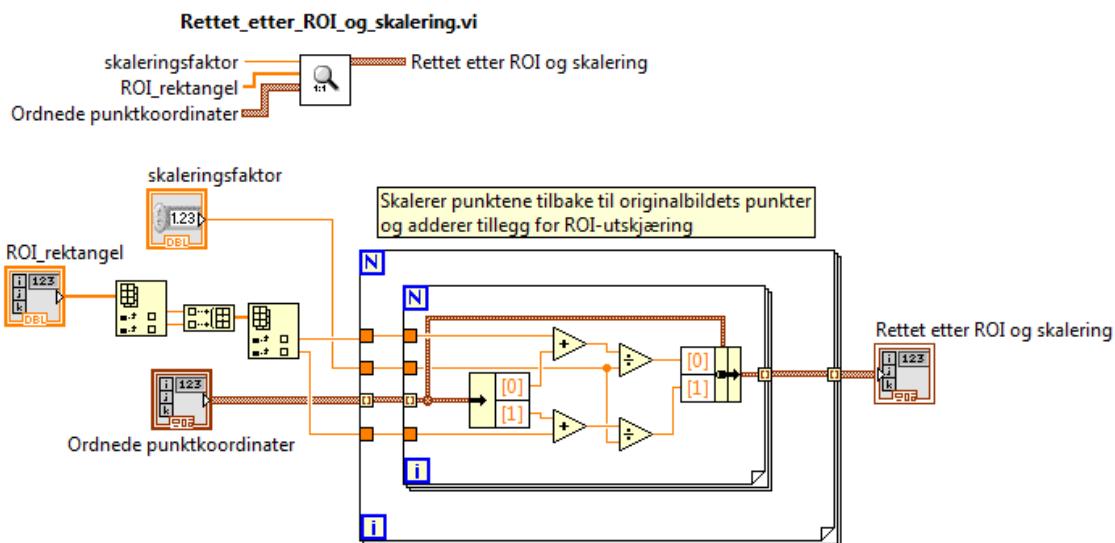 Rettet_etter_ROI_og_skalering.vi
skaleringsfaktor
ROI_rektangel
Ordnede punktkoordinater
1:1
Rettet etter ROI og skalering
skaleringsfaktor
1.23
DBL
Skalerer punktene tilbake til originalbildets punkter
og adderer tillegg for ROI-utskjæring
ROI_rektangel
i
j
k
123
DBL
N
N
[0]
[1]
[0]
[1]
i
i
Ordnede punktkoordinater
i
j
k
123
Rettet etter ROI og skalering
i
j
k
123